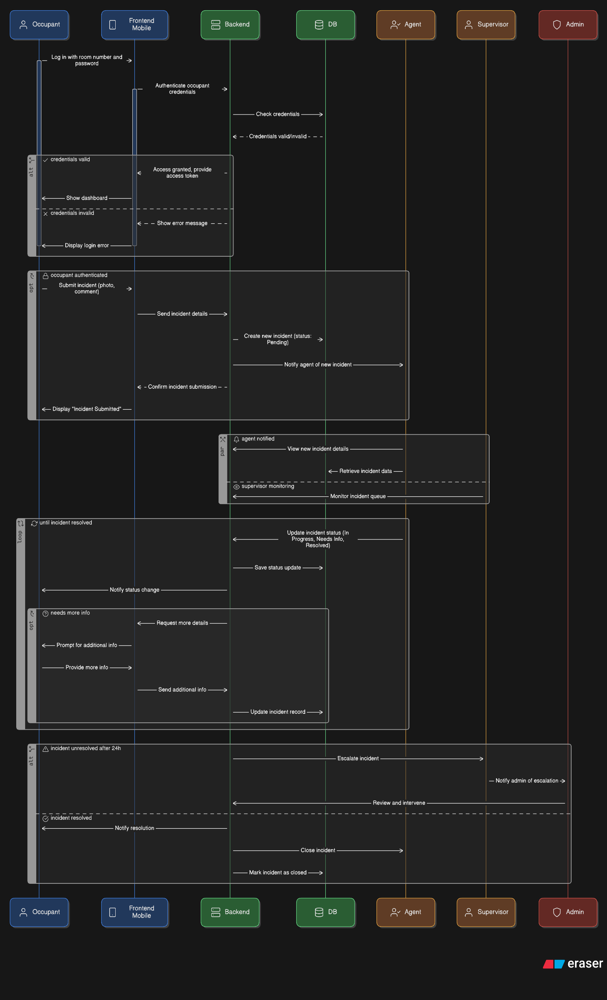 Occupant
Frontend
Mobile
Backend
DB
Agent
Supervisor
Admin
Log in with room number and
password
Authenticate occupant
credentials
Check credentials
Credentials valid/invalid
alt
credentials valid
Access granted, provide
access token
Show dashboard
credentials invalid
Show error message
Display login error
opt
occupant authenticated
Submit incident (photo,
comment)
Send incident details
Create new incident (status:
Pending)
Notify agent of new incident
Confirm incident submission
Display "Incident Submitted"
par
agent notified
View new incident details
Retrieve incident data
supervisor monitoring
Monitor incident queue
loop
until incident resolved
Update incident status (In
Progress, Needs Info,
Resolved)
Save status update
Notify status change
opt
needs more info
Request more details
Prompt for additional info
Provide more info
Send additional info
Update incident record
alt
incident unresolved after 24h
Escalate incident
Notify admin of escalation
Review and intervene
incident resolved
Notify resolution
Close incident
Mark incident as closed
Occupant
Frontend
Mobile
Backend
DB
Agent
Supervisor
Admin
eraser